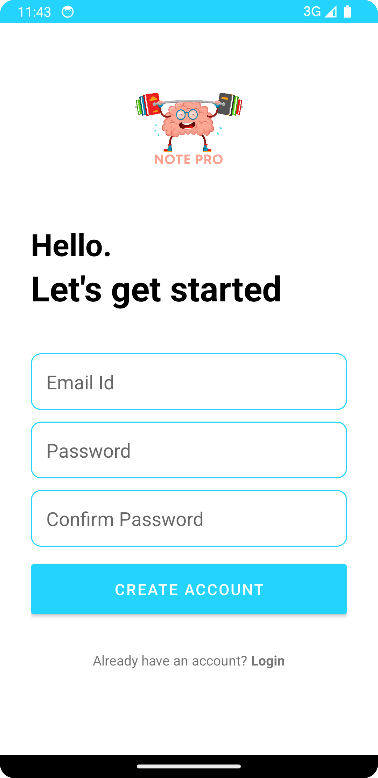 11:43
3G
NOTE PRO
Hello.
Let's get started
Email Id
Password
Confirm Password
CREATE ACCOUNT
Already have an account? Login